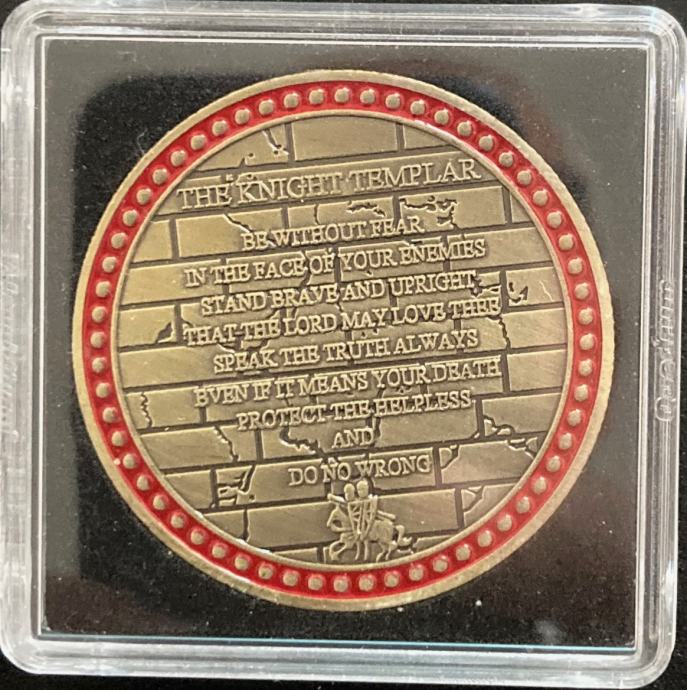 THE KNIGHT TEMPLAR
BE WITHOUT FEAR
IN THE FACE OF YOUR ENEMIES
STAND BRAVE AND UPRIGHT
THAT THE LORD MAY LOVE THEE
SPEAK THE TRUTH ALWAYS
EVEN IF IT MEANS YOUR DEATH
PROTECT THE HELPLESS
AND
DO NO WRONG